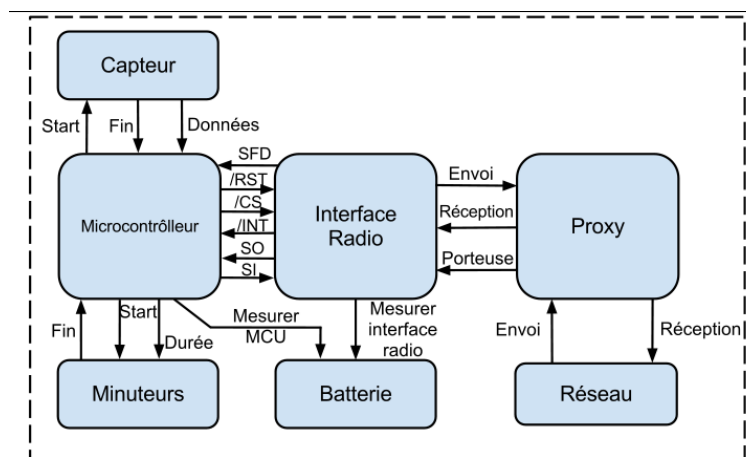 Capteur
Start
Fin
Données
SFD
/RST
/CS
/INT
SO
SI
Microcontrôlleur
Interface
Radio
Envoi
Réception
Porteuse
Proxy
Fin
Start
Durée
Mesurer
MCU
Mesurer
interface
radio
Envoi
Réception
Minuteurs
Batterie
Réseau